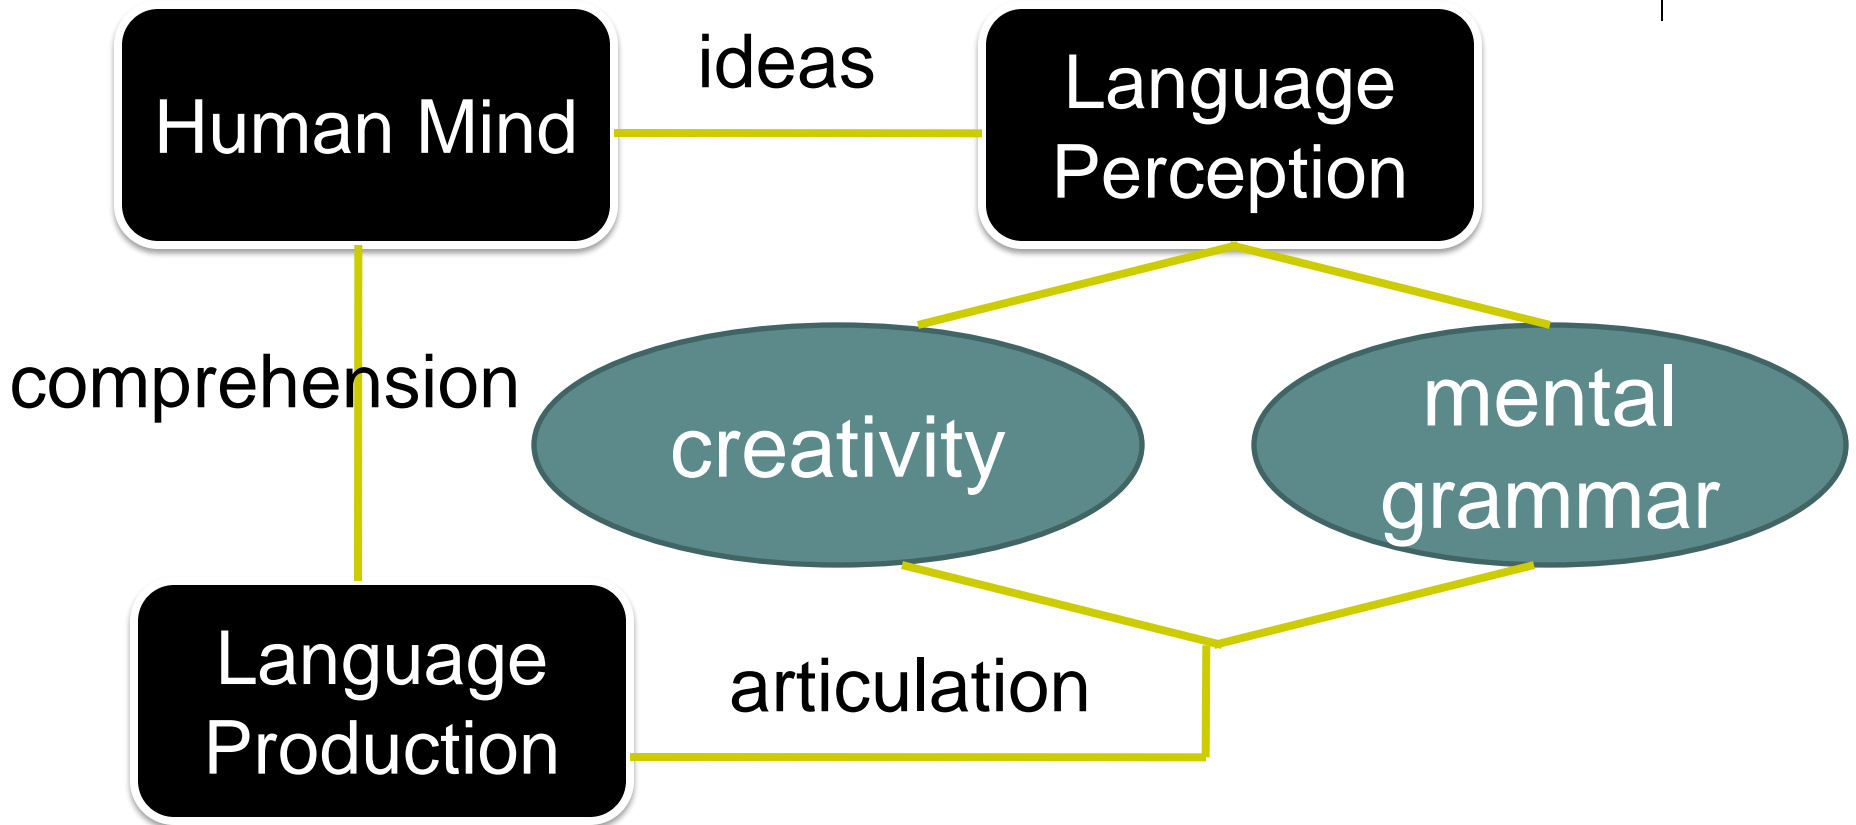 Human Mind
ideas
Language
Perception
comprehension
creativity
mental
grammar
Language
Production
articulation